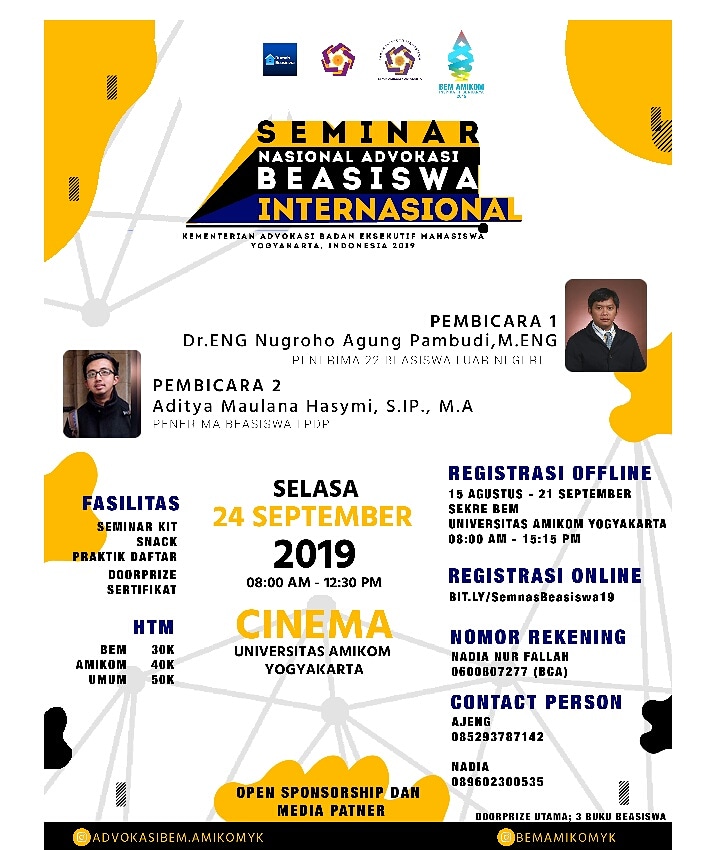 BEM AMIKOM
SEMINAR
NASIONAL ADVOKASI
BEASISWA
INTERNASIONAL
KEMENTERIAN ADVOKASI BADAN EKSEKUTIF MAHASISWA
YOGYAKARTA, INDONESIA 2019
PEMBICARA 1
Dr.ENG Nugroho Agung Pambudi,M.ENG
PENERIMA 22 BEASISWA LUAR NEGERI
PEMBICARA 2
Aditya Maulana Hasymi, S.IP., M.A
PENERIMA BEASISWA LPDP
FASILITAS
SEMINAR KIT
SNACK
PRAKTIK DAFTAR
DOORPRIZE
SERTIFIKAT
HTM
BEM 30K
AMIKOM 40K
UMUM 50K
SELASA
24 SEPTEMBER
2019
08:00 AM - 12:30 PM
CINEMA
UNIVERSITAS AMIKOM
YOGYAKARTA
REGISTRASI OFFLINE
15 AGUSTUS - 21 SEPTEMBER
SEKRE BEM
UNIVERSITAS AMIKOM YOGYAKARTA
08:00 AM - 15:15 PM
REGISTRASI ONLINE
BIT.LY/SemnasBeasiswa19
NOMOR REKENING
NADIA NUR FALLAH
0600807277 (BCA)
CONTACT PERSON
AJENG
085293787142
NADIA
089602300535
OPEN SPONSORSHIP DAN
MEDIA PATNER
DOORPRIZE UTAMA; 3 BUKU BEASISWA
ADVOKASIBEM.AMIKOMYK
BEMAMIKOMYK